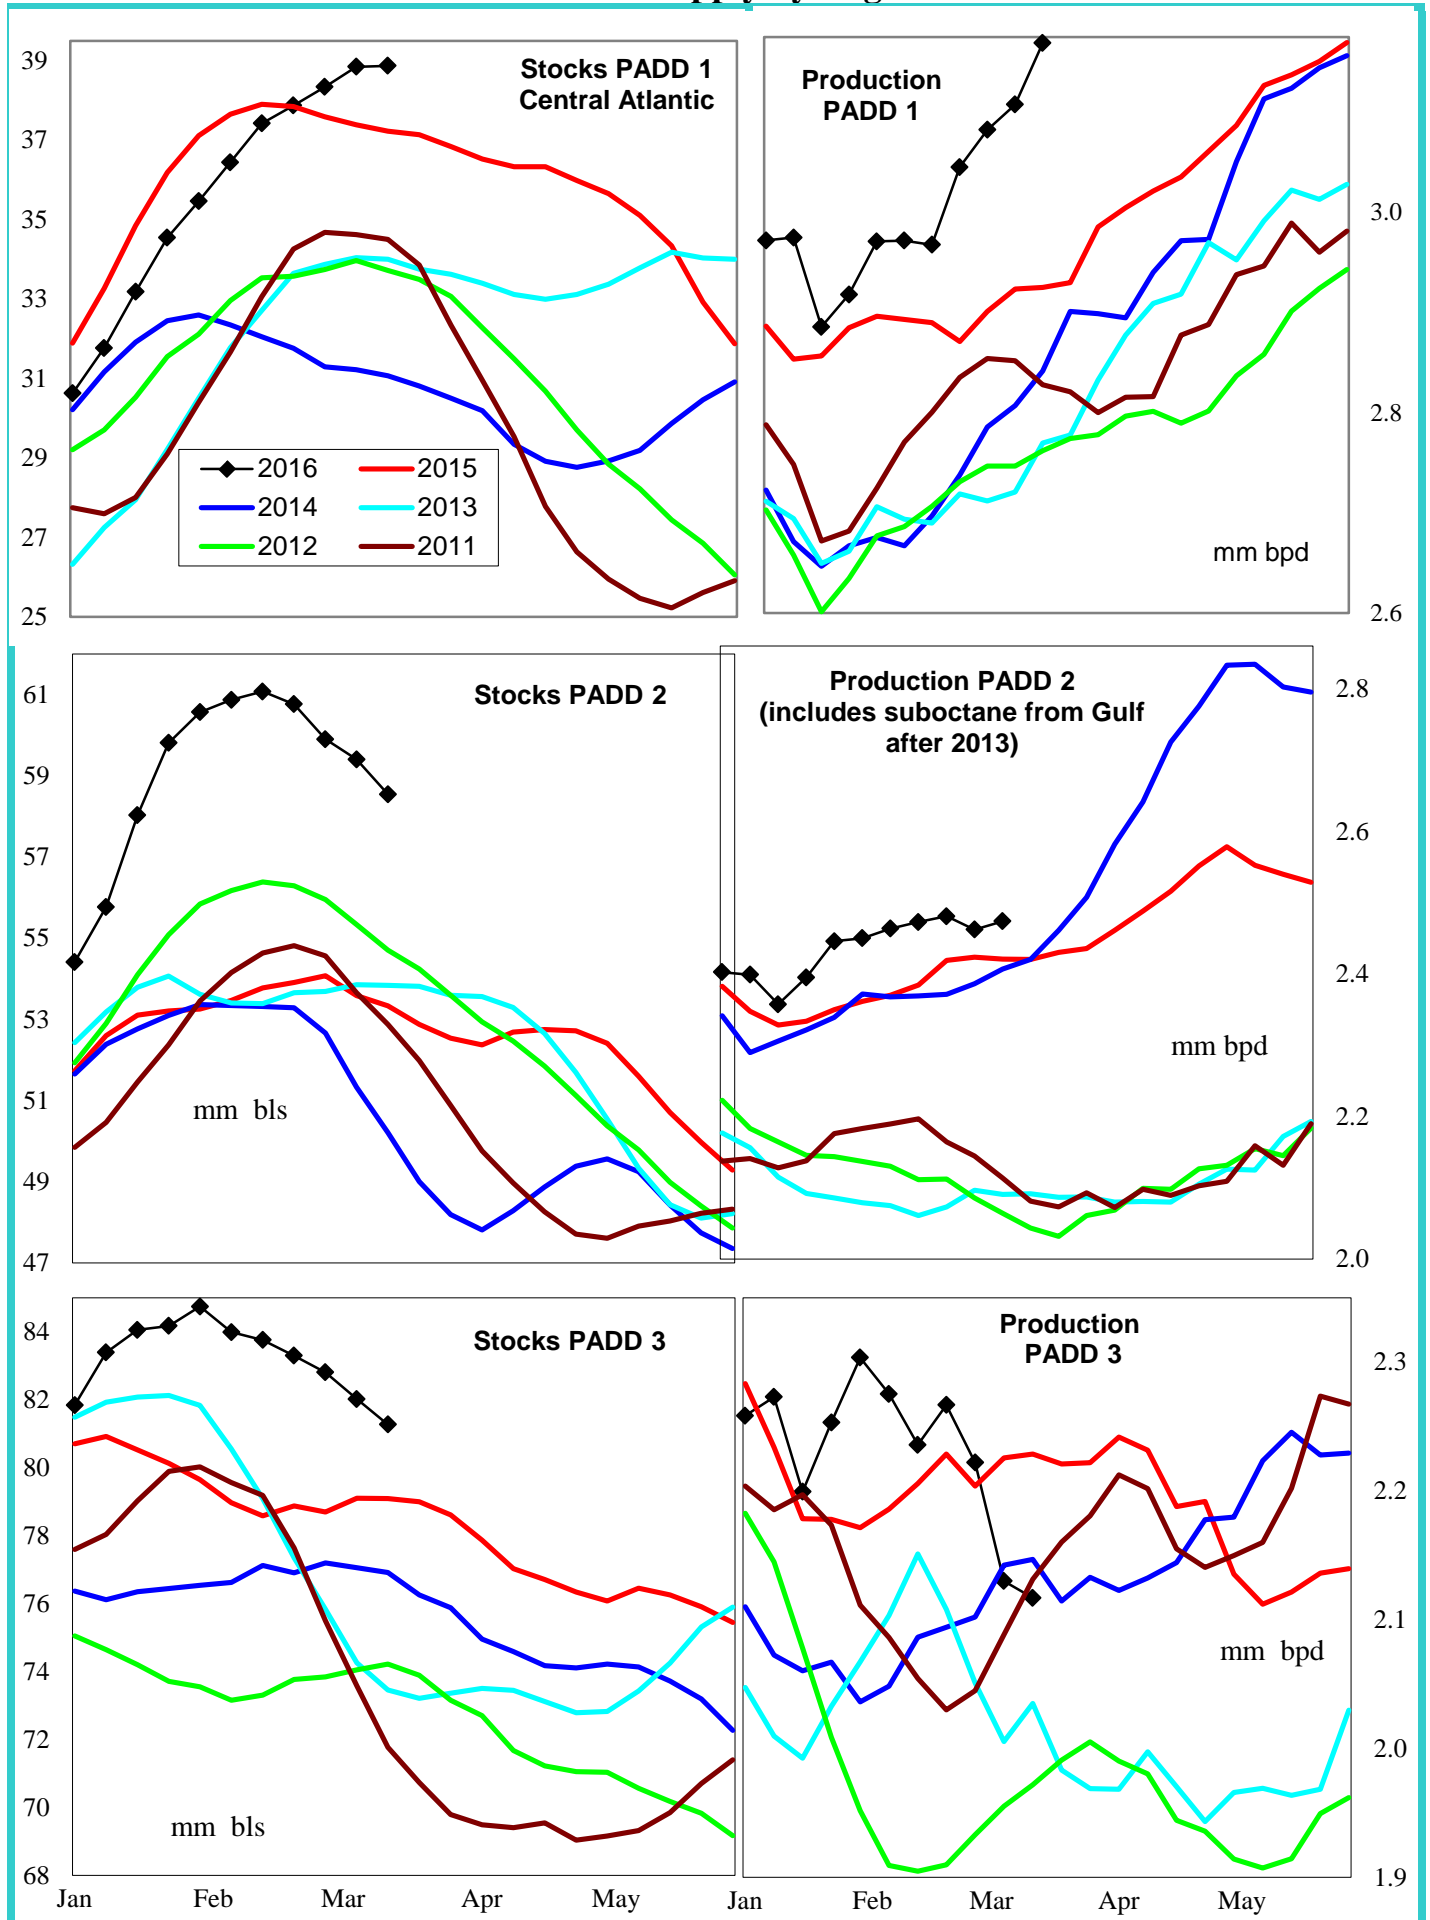 Stocks PADD 1
Central Atlantic
39
37
35
33
31
29
27
25
2016
2015
2014
2013
2012
2011
Production
PADD 1
3.0
2.8
2.6
mm bpd
Stocks PADD 2
61
59
57
55
53
51
49
47
mm bls
Production PADD 2
(includes suboctane from Gulf
after 2013)
2.8
2.6
2.4
2.2
2.0
mm bpd
Stocks PADD 3
84
82
80
78
76
74
72
70
68
mm bls
Jan Feb Mar Apr May
Production
PADD 3
2.3
2.2
2.1
2.0
1.9
mm bpd
Jan Feb Mar Apr May